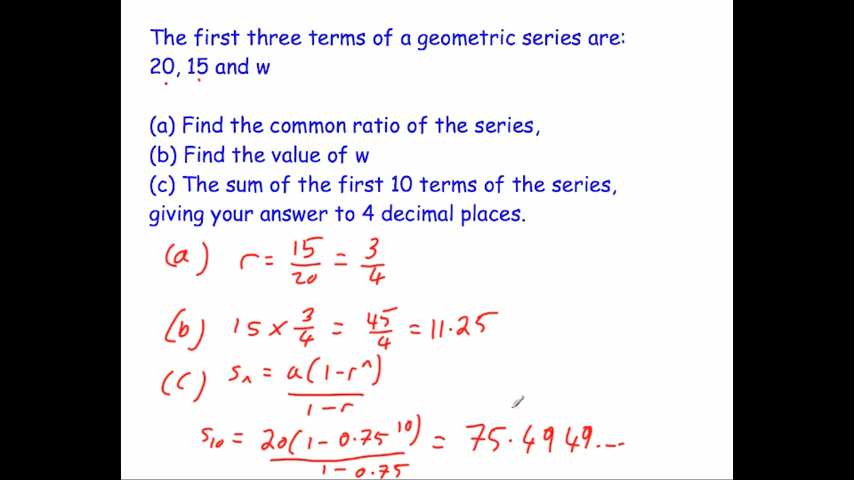 The first three terms of a geometric series are:
20, 15 and w
(a) Find the common ratio of the series,
(b) Find the value of w
(c) The sum of the first 10 terms of the series,
giving your answer to 4 decimal places.
(a) r = 15/20 = 3/4
(b) 15 × 3/4 = 45/4 = 11.25
(c) Sₙ = a(1-rⁿ)/1-r
S₁₀ = 20(1-0.75¹⁰)/1-0.75 = 75.4949...